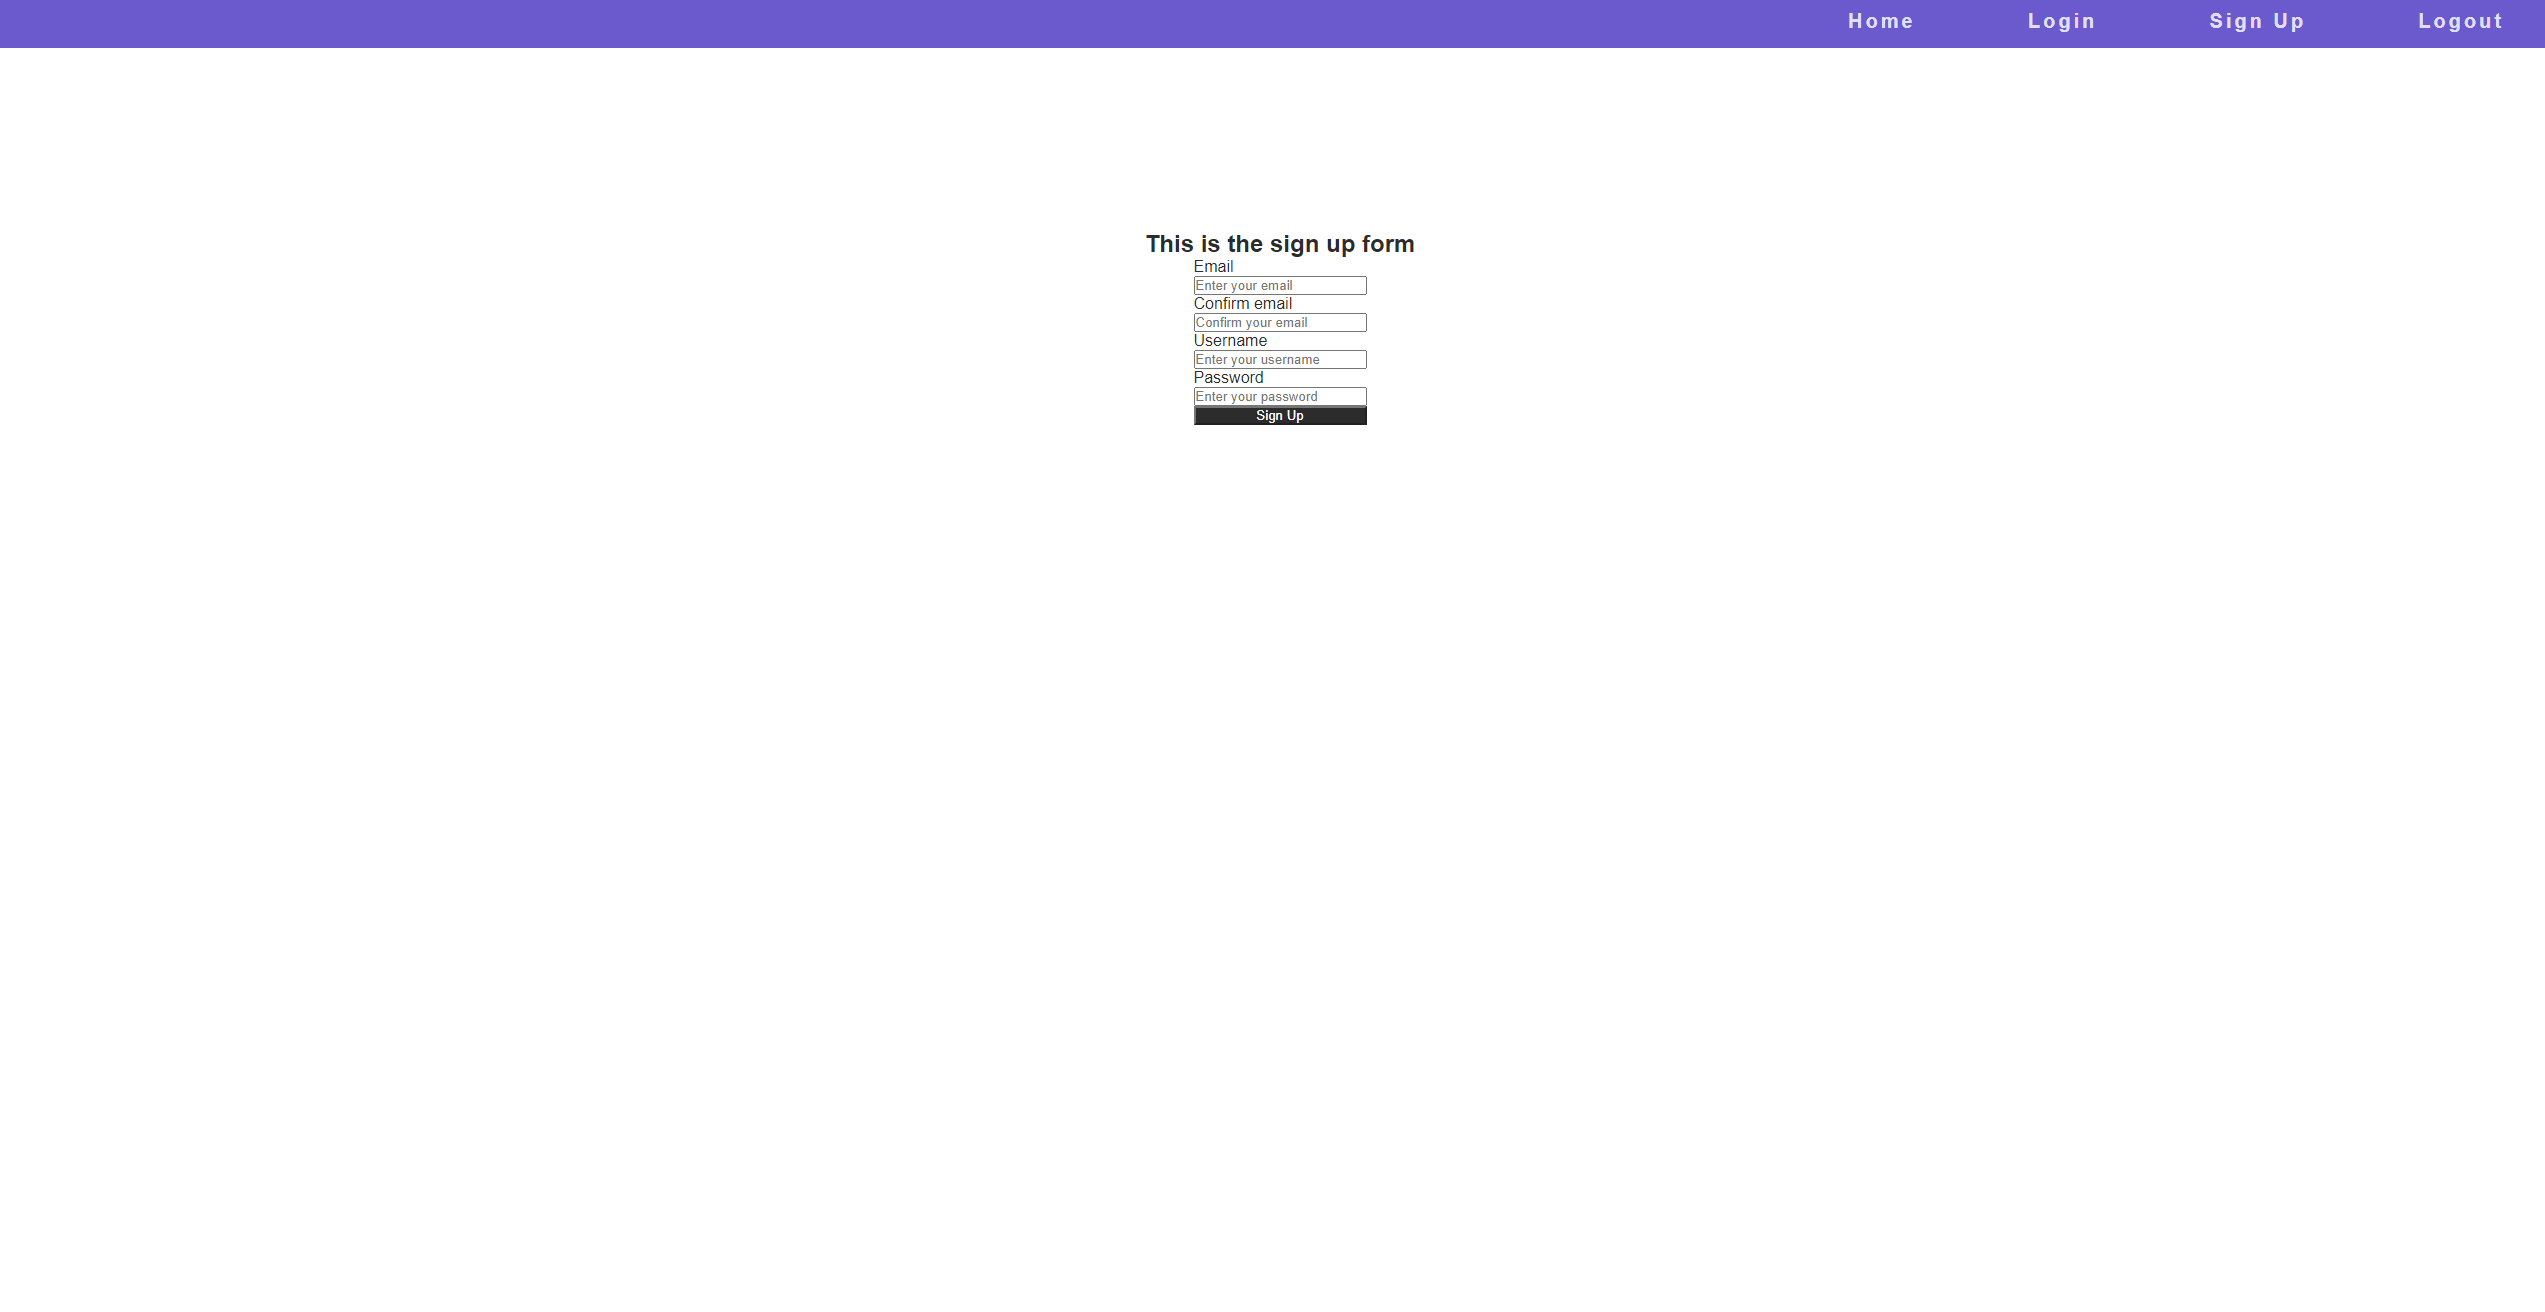 Home Login Sign Up Logout
This is the sign up form
Email
Enter your email
Confirm email
Confirm your email
Username
Enter your username
Password
Enter your password
Sign Up